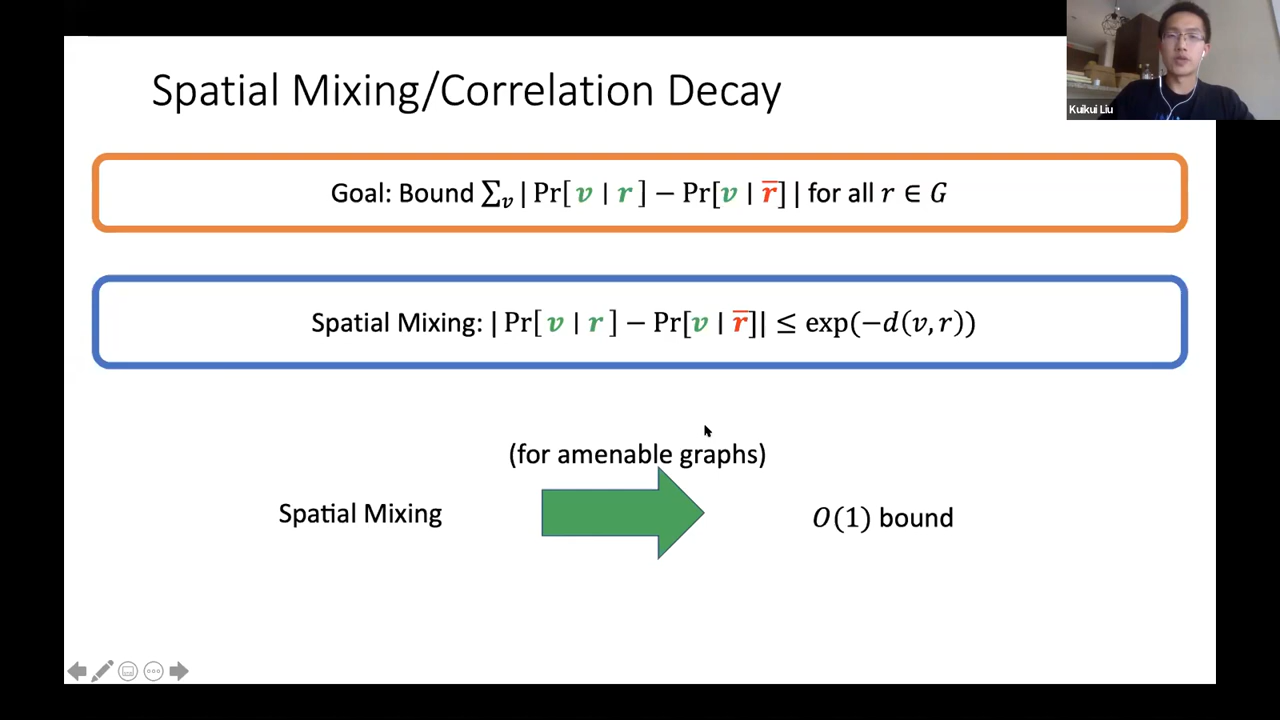 Spatial Mixing/Correlation Decay
Kuikui Liu
Goal: Bound ∑ᵥ | Pr[ v | r ] − Pr[v | r̅] | for all r ∈ G
Spatial Mixing: | Pr[ v | r ] − Pr[v | r̅]| ≤ exp(−d(v, r))
(for amenable graphs)
Spatial Mixing
O(1) bound